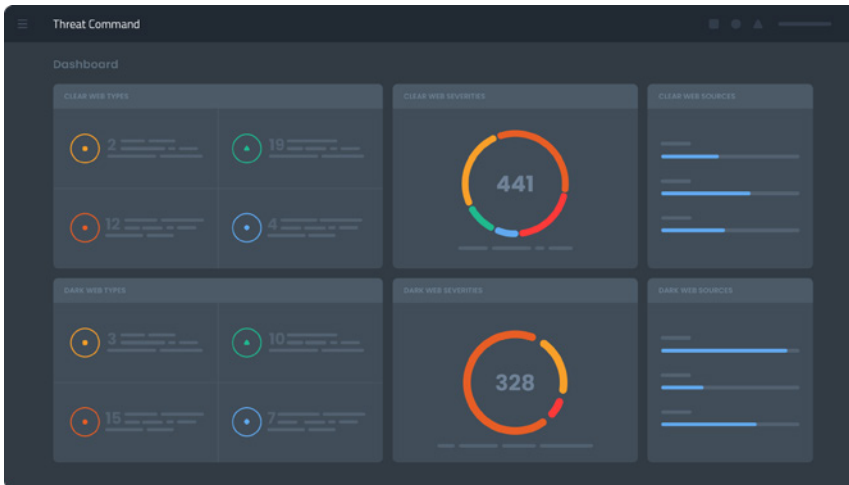 Threat Command
Dashboard
CLEAR WEB TYPES
CLEAR WEB SEVERITIES
CLEAR WEB SOURCES
2
19
441
12
4
DARK WEB TYPES
DARK WEB SEVERITIES
DARK WEB SOURCES
3
10
328
15
7